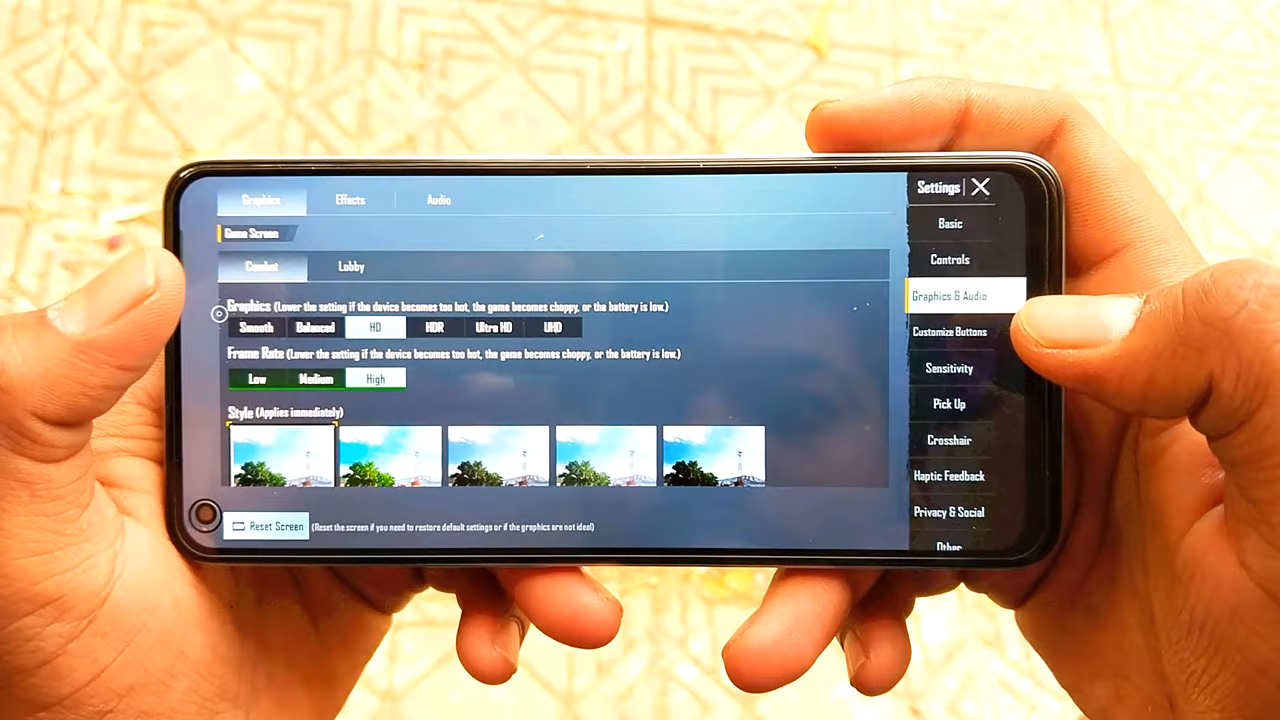 Graphics Effects Audio
Game Screen
Combat Lobby
Graphics (Lower the setting if the device becomes too hot, the game becomes choppy, or the battery is low.)
Smooth Balanced HD HDR Ultra HD UHD
Frame Rate (Lower the setting if the device becomes too hot, the game becomes choppy, or the battery is low.)
Low Medium High
Style (Applies immediately)
Reset Screen (Reset the screen if you need to restore default settings or if the graphics are not ideal)
Settings
Basic
Controls
Graphics & Audio
Customize Buttons
Sensitivity
Pick Up
Crosshair
Haptic Feedback
Privacy & Social
Other